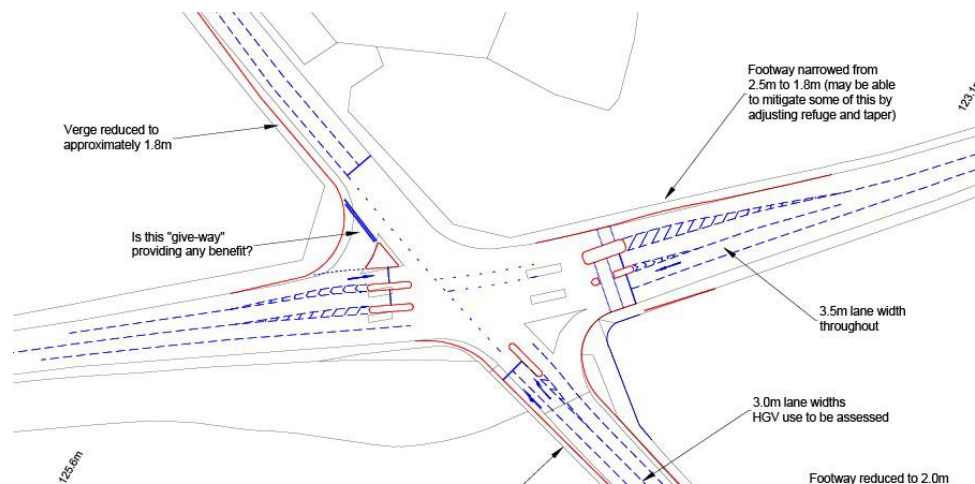 Footway narrowed from
2.5m to 1.8m (may be able
to mitigate some of this by
adjusting refuge and taper)
123.1m
Verge reduced to
approximately 1.8m
Is this "give-way"
providing any benefit?
3.5m lane width
throughout
3.0m lane widths
HGV use to be assessed
125.6m
Footway reduced to 2.0m